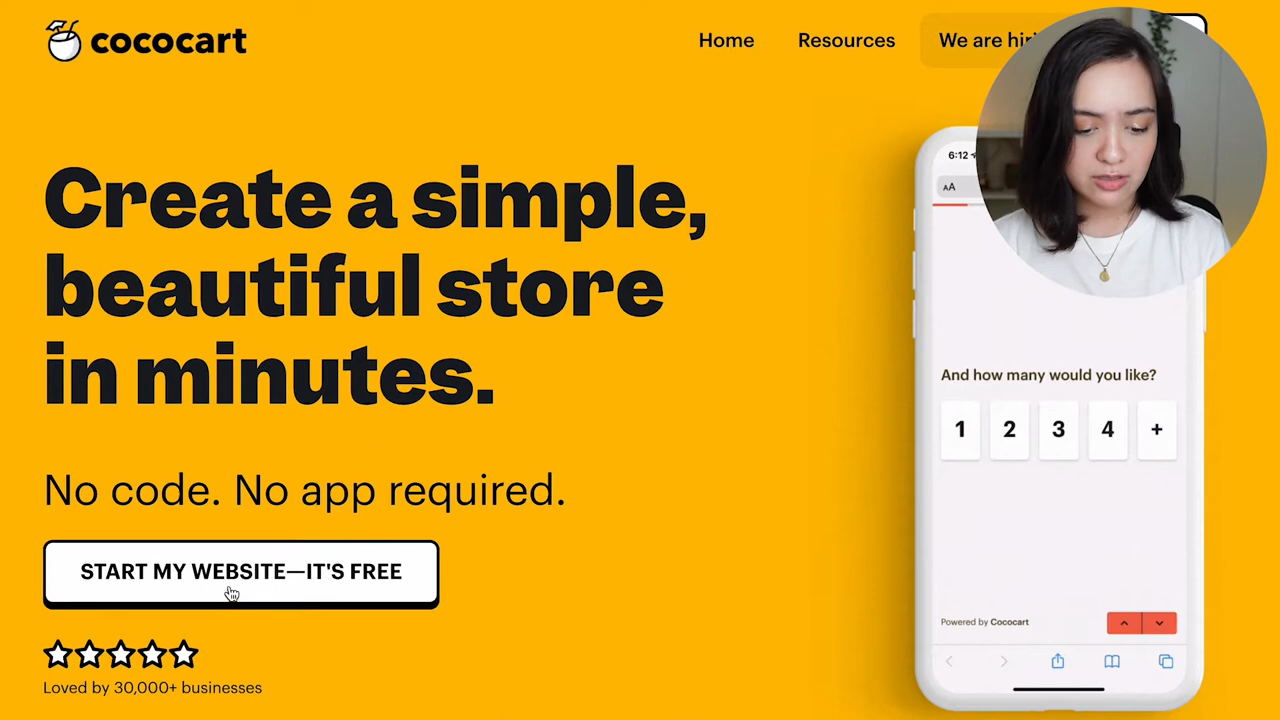 cococart
Home
Resources
We are
Create a simple,
beautiful store
in minutes.
No code. No app required.
START MY WEBSITE—IT'S FREE
Loved by 30,000+ businesses
6:12
AA
And how many would you like?
1 2 3 4 +
Powered by Cococart